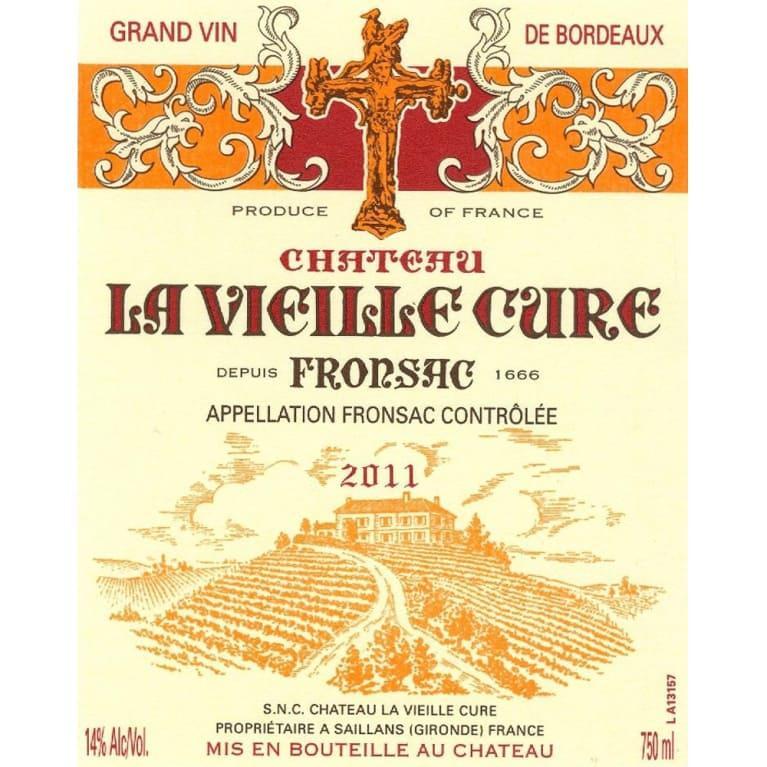 GRAND VIN DE BORDEAUX
PRODUCE OF FRANCE
CHATEAU
LA VIEILLE CURE
DEPUIS FRONSAC 1666
APPELLATION FRONSAC CONTRÔLÉE
2011
S.N.C. CHATEAU LA VIEILLE CURE
PROPRIÉTAIRE A SAILLANS (GIRONDE) FRANCE
14% Alc/Vol. MIS EN BOUTEILLE AU CHATEAU 750 ml
L A13157